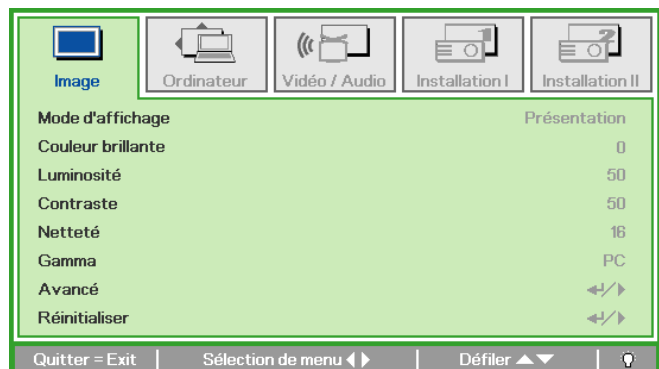 Image Ordinateur Vidéo / Audio Installation I Installation II
Mode d'affichage Présentation
Couleur brillante 0
Luminosité 50
Contraste 50
Netteté 16
Gamma PC
Avancé
Réinitialiser
Quitter = Exit Sélection de menu Défiler